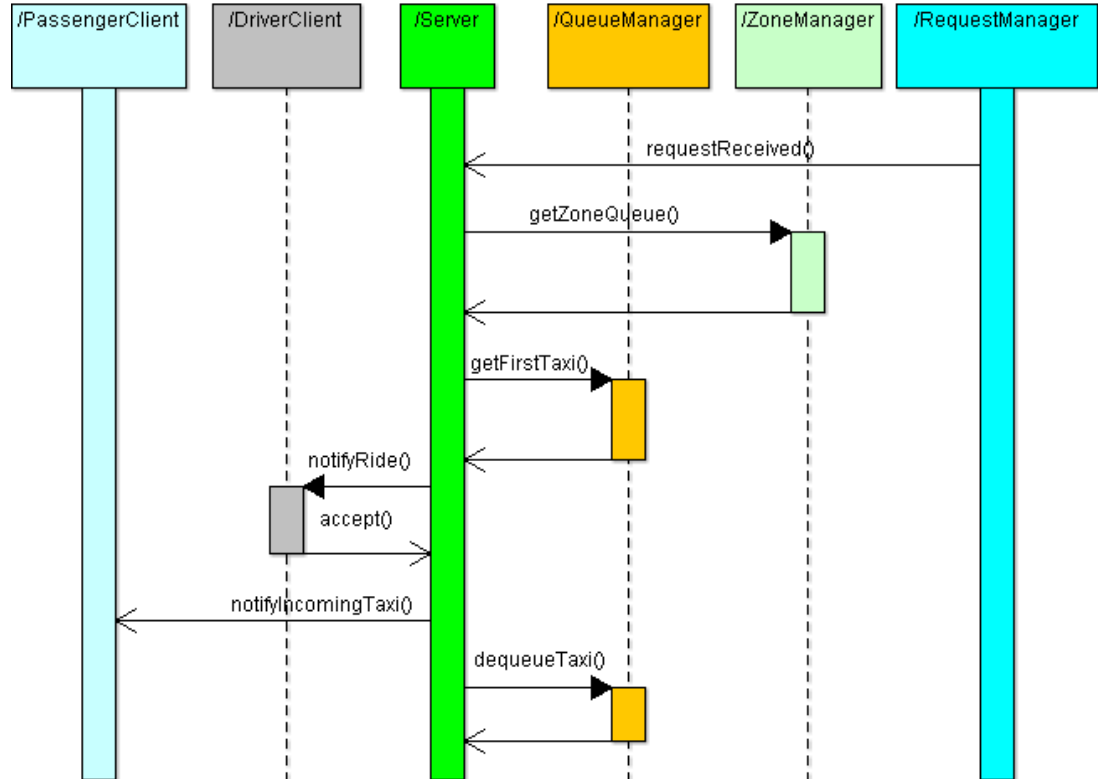 /PassengerClient
/DriverClient
/Server
/QueueManager
/ZoneManager
/RequestManager
requestReceived()
getZoneQueue()
getFirstTaxi()
notifyRide()
accept()
notifyIncomingTaxi()
dequeueTaxi()